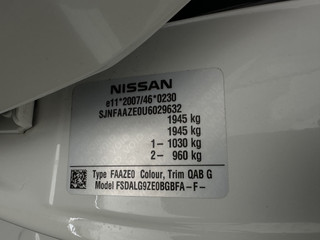 NISSAN
e11*2007/46*0230
SJNFAAZE0U6029632
1945 kg
1945 kg
1- 1030 kg
2- 960 kg
Type FAAZE0 Colour, Trim QAB G
Model FSDALG9ZE0BGBFA-F-